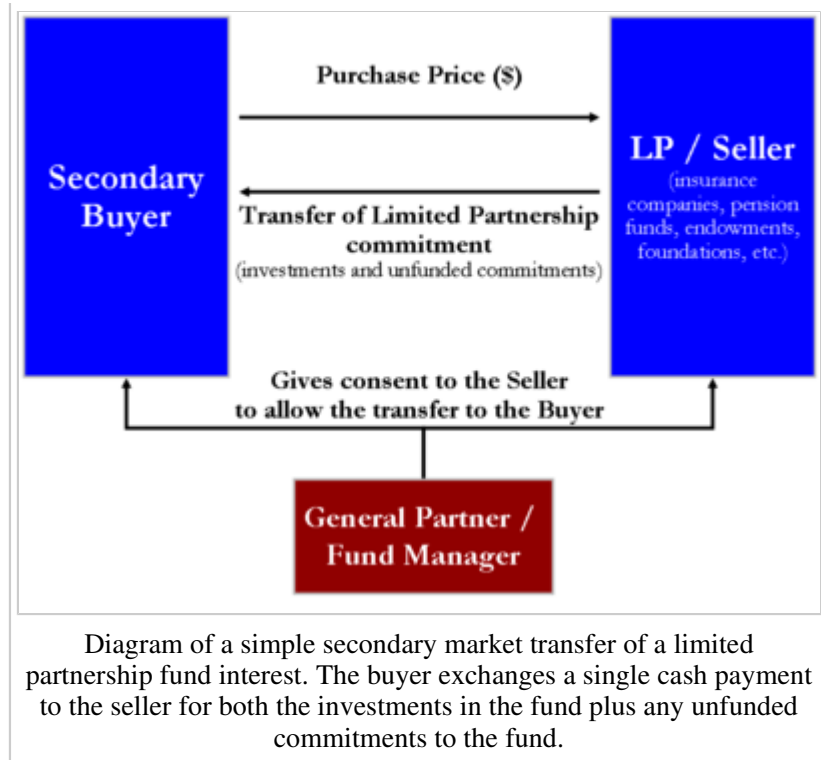 Purchase Price ($)
Secondary
Buyer
LP / Seller
(insurance
companies, pension
funds, endowments,
foundations, etc.)
Transfer of Limited Partnership
commitment
(investments and unfunded commitments)
Gives consent to the Seller
to allow the transfer to the Buyer
General Partner /
Fund Manager
Diagram of a simple secondary market transfer of a limited
partnership fund interest. The buyer exchanges a single cash payment
to the seller for both the investments in the fund plus any unfunded
commitments to the fund.